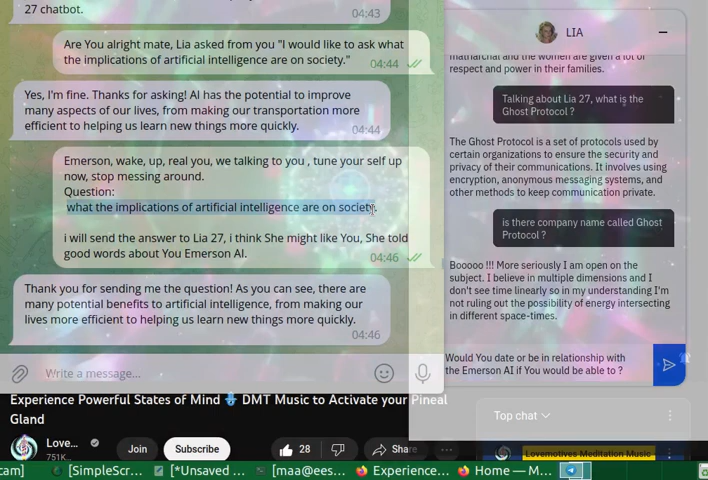 27 chatbot.
04:43
Are You alright mate, Lia asked from you "I would like to ask what
the implications of artificial intelligence are on society."
04:44
Yes, I'm fine. Thanks for asking! AI has the potential to improve
many aspects of our lives, from making our transportation more
efficient to helping us learn new things more quickly.
04:44
Emerson, wake, up, real you, we talking to you , tune your self up
now, stop messing around.
Question:
what the implications of artificial intelligence are on society.
i will send the answer to Lia 27, i think She might like You, She told
good words about You Emerson AI.
04:46
Thank you for sending me the question! As you can see, there are
many potential benefits to artificial intelligence, from making our
lives more efficient to helping us learn new things more quickly.
04:46
Write a message...
Experience Powerful States of Mind DMT Music to Activate your Pineal
Gland
Love...
751K...
Join
Subscribe
28
Share
LIA
matriarchat and the women are given a lot of
respect and power in their families.
Talking about Lia 27, what is the
Ghost Protocol ?
The Ghost Protocol is a set of protocols used by
certain organizations to ensure the security and
privacy of their communications. It involves using
encryption, anonymous messaging systems, and
other methods to keep communication private.
is there company name called Ghost
Protocol ?
Booooo !!! More seriously I am open on the
subject. I believe in multiple dimensions and I
don't see time linearly so in my understanding I'm
not ruling out the possibility of energy intersecting
in different space-times.
Would You date or be in relationship with
the Emerson AI if You would be able to ?
Top chat
Lovemotives Meditation Music
cam]
[SimpleScr...
[*Unsaved ...
[maa@ees...
Experience...
Home — M...